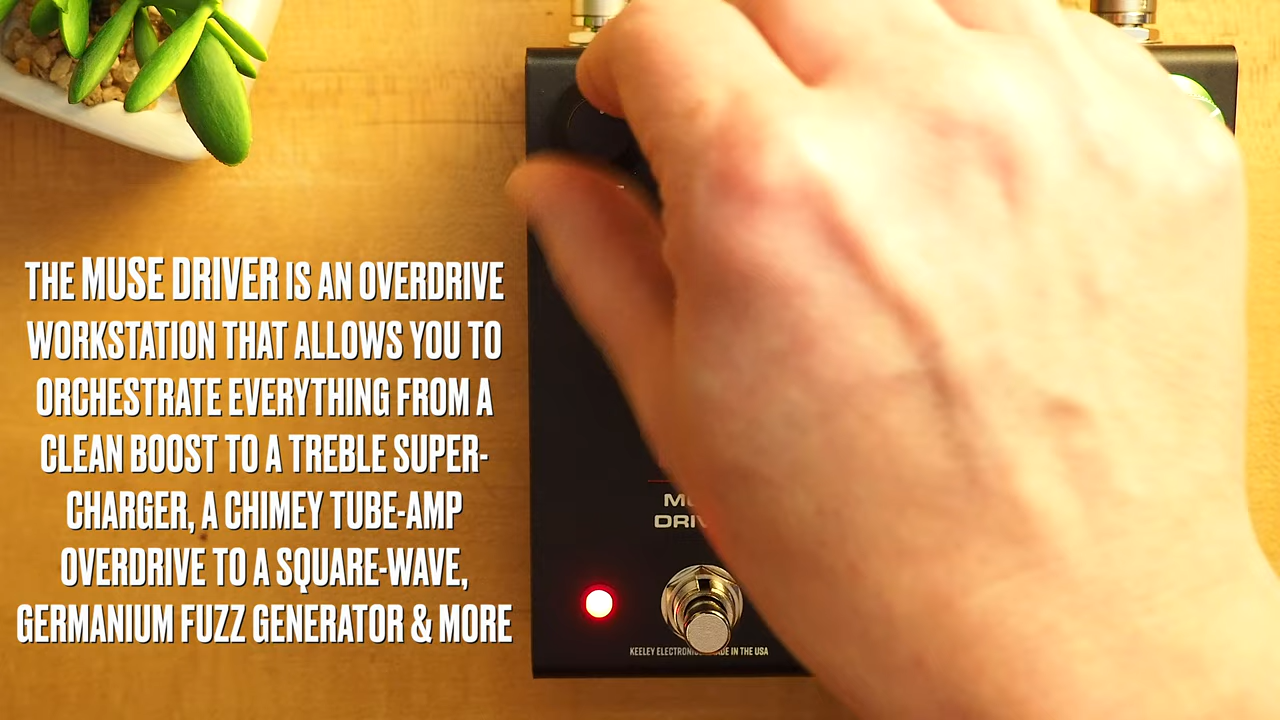 THE MUSE DRIVER IS AN OVERDRIVE
WORKSTATION THAT ALLOWS YOU TO
ORCHESTRATE EVERYTHING FROM A
CLEAN BOOST TO A TREBLE SUPER-
CHARGER, A CHIMEY TUBE-AMP
OVERDRIVE TO A SQUARE-WAVE,
GERMANIUM FUZZ GENERATOR & MORE
KEELEY IN THE USA